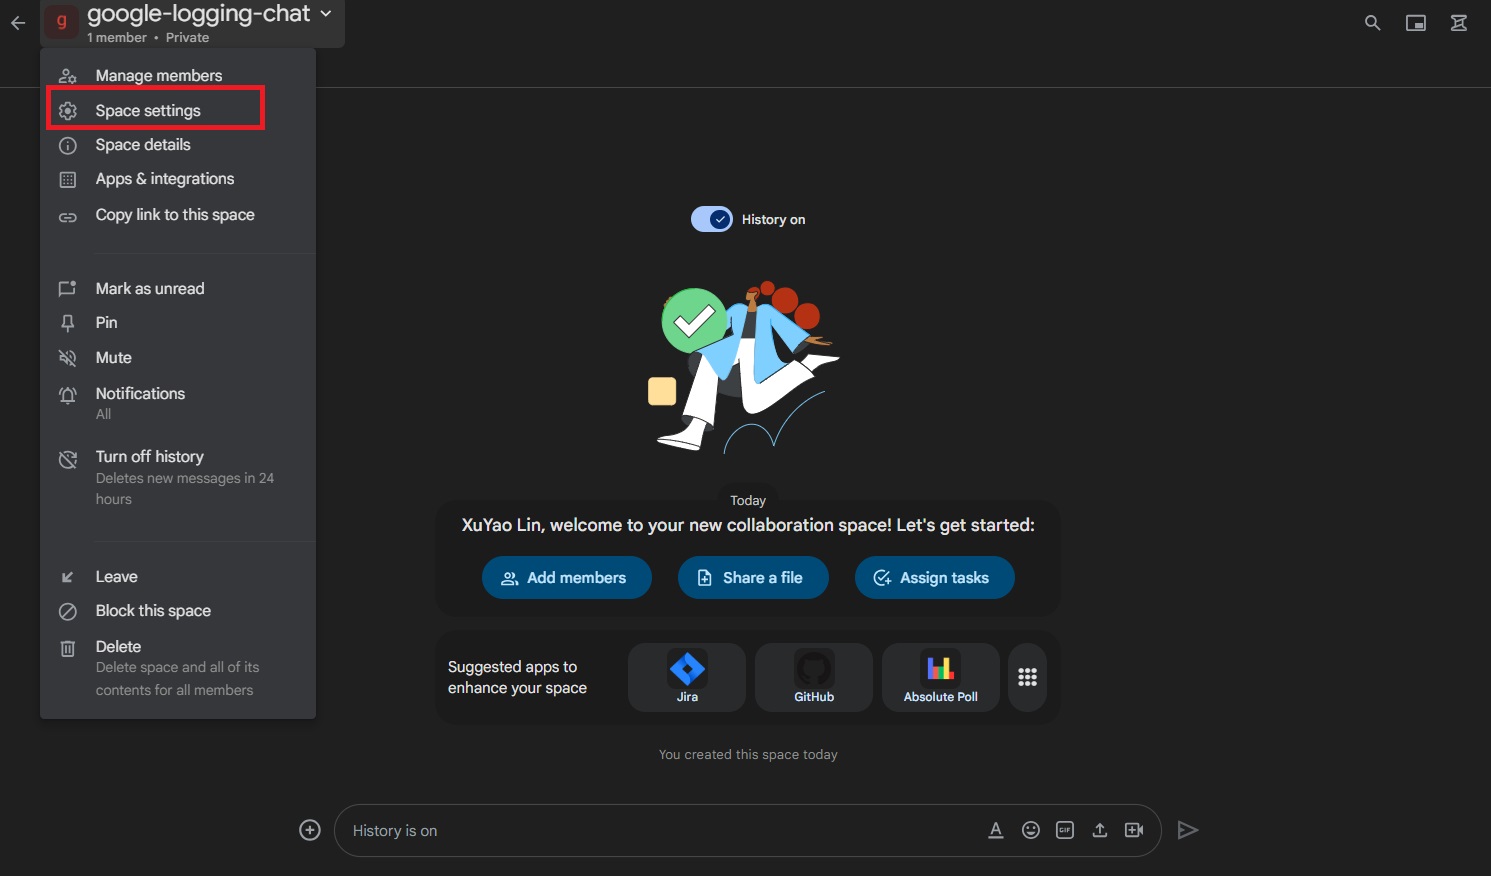 g
google-logging-chat
1 member • Private
Manage members
Space settings
Space details
Apps & integrations
Copy link to this space
Mark as unread
Pin
Mute
Notifications
All
Turn off history
Deletes new messages in 24
hours
Leave
Block this space
Delete
Delete space and all of its
contents for all members
History on
Today
XuYao Lin, welcome to your new collaboration space! Let's get started:
Add members
Share a file
Assign tasks
Suggested apps to
enhance your space
Jira
GitHub
Absolute Poll
You created this space today
History is on
A
GIF